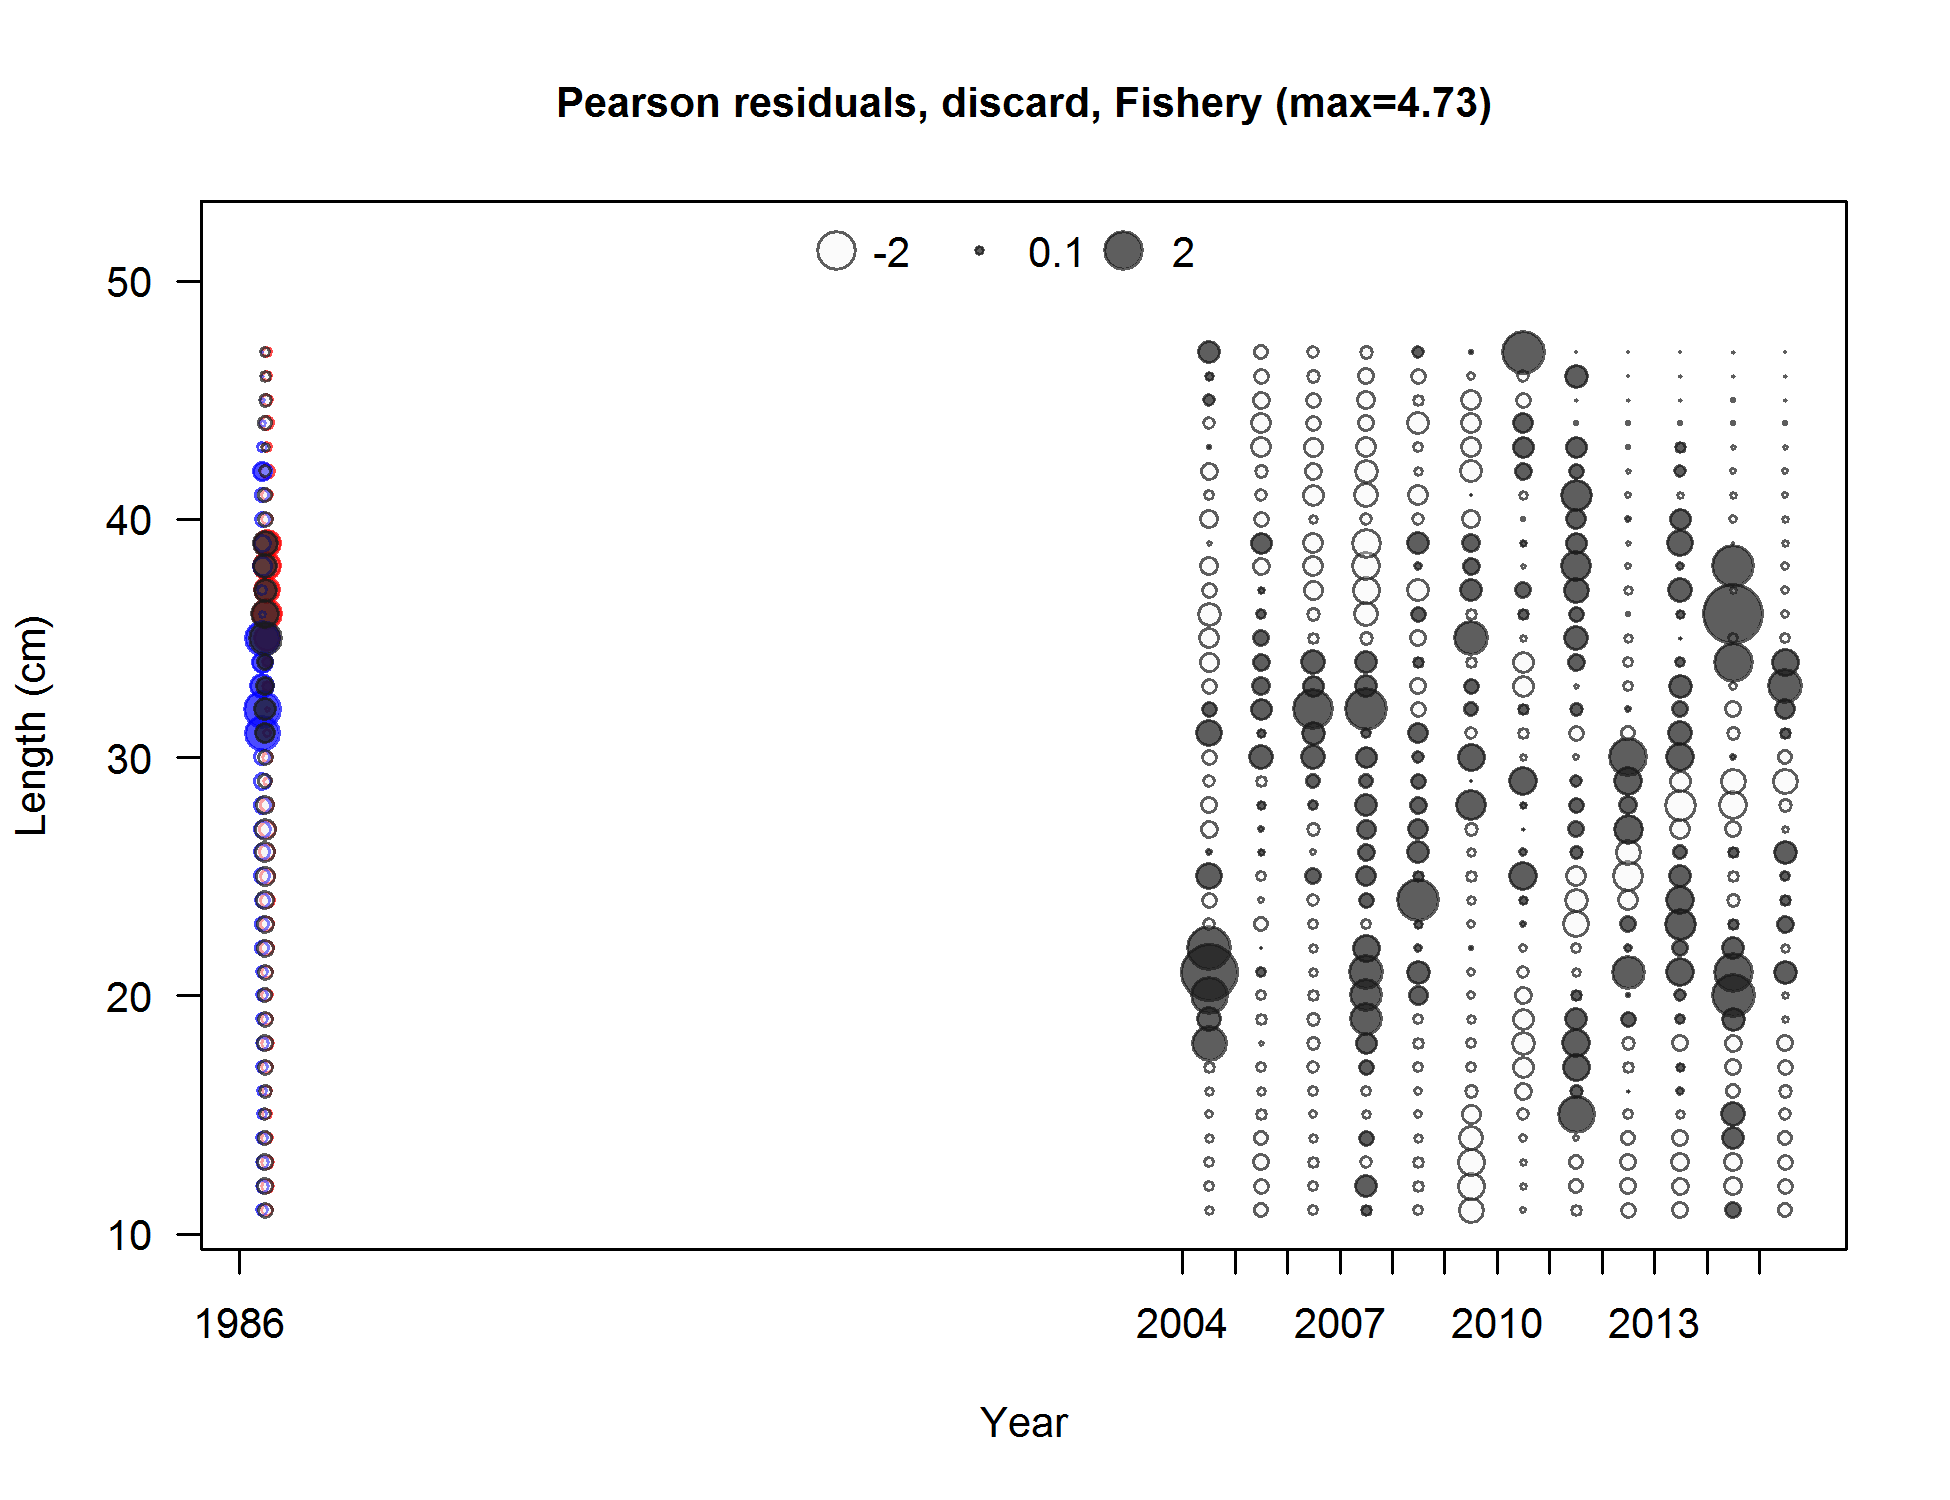 Pearson residuals, discard, Fishery (max=4.73)
-2 0.1 2
50
40
30
20
10
Length (cm)
1986 2004 2007 2010 2013
Year